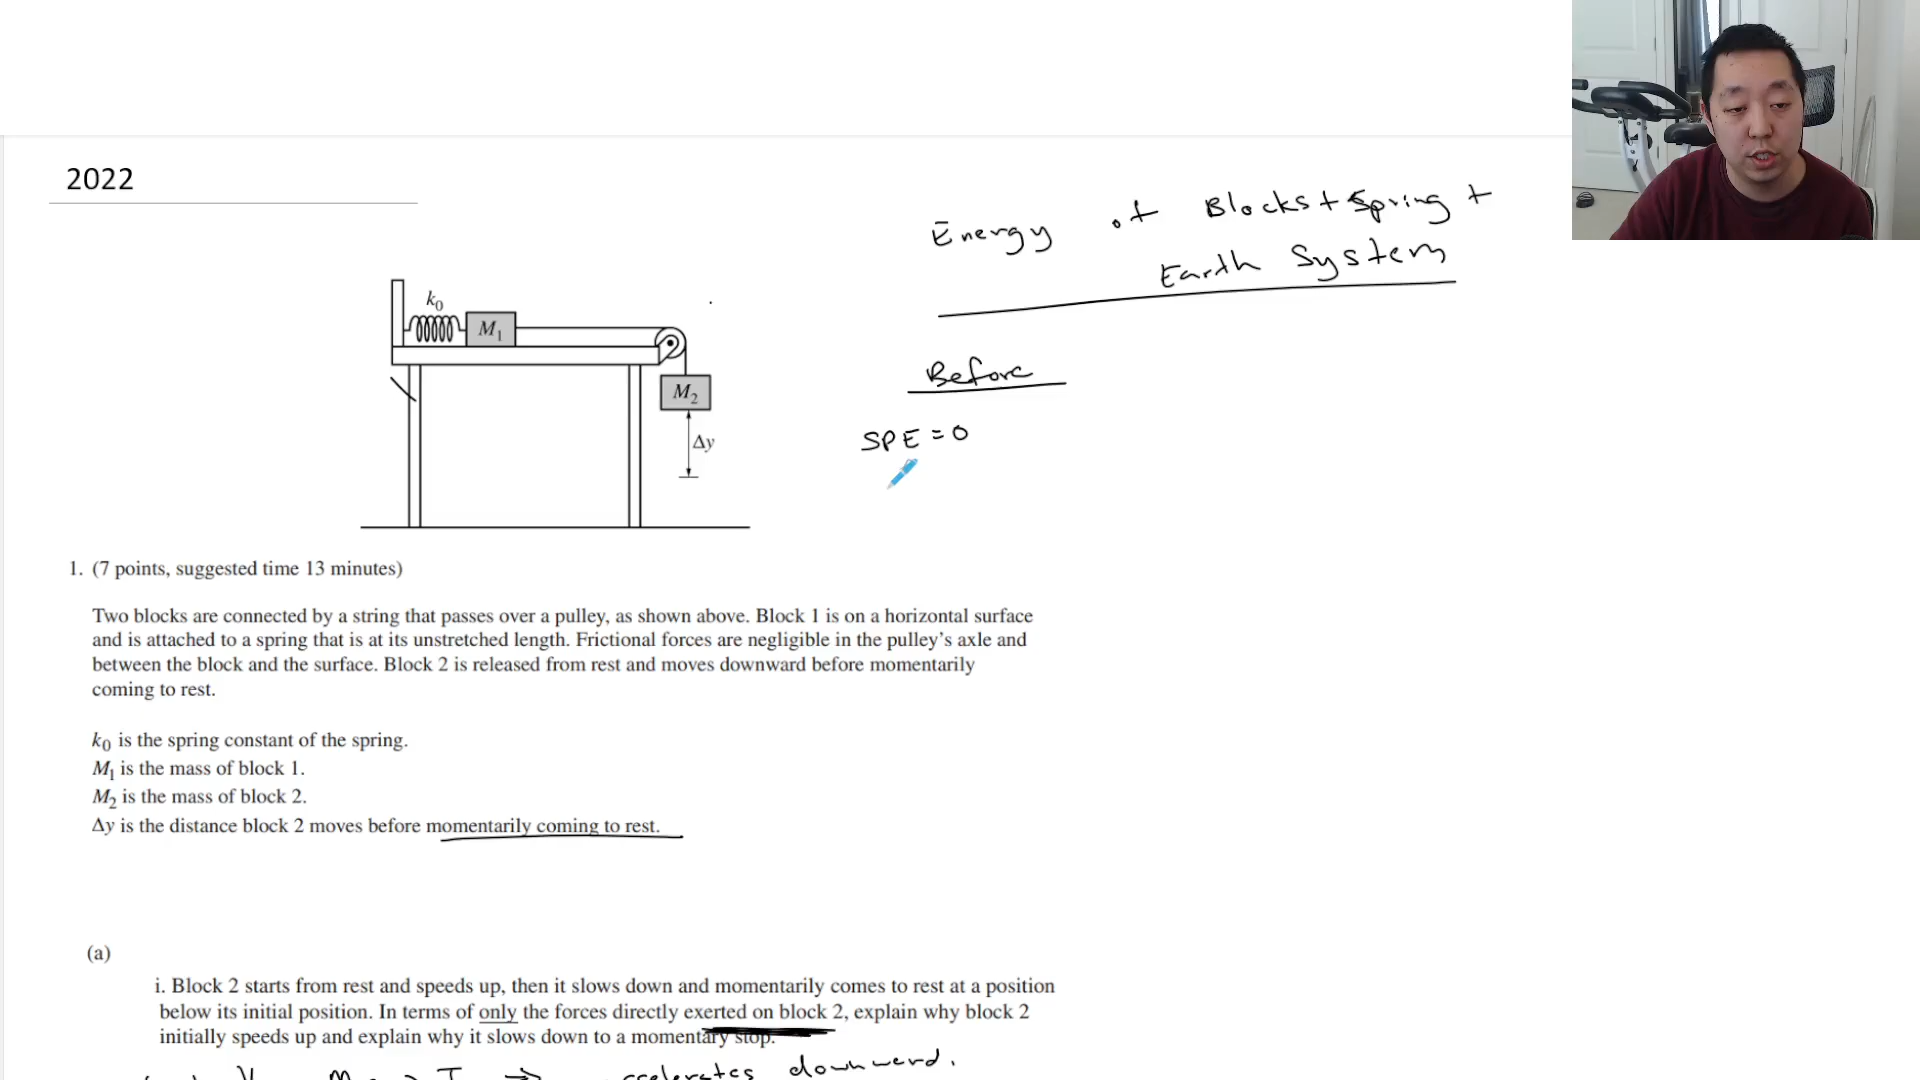 2022
Energy of Blocks + Spring +
Earth System
k0
M1
M2
Δy
Before
SPE = 0
1. (7 points, suggested time 13 minutes)
Two blocks are connected by a string that passes over a pulley, as shown above. Block 1 is on a horizontal surface
and is attached to a spring that is at its unstretched length. Frictional forces are negligible in the pulley’s axle and
between the block and the surface. Block 2 is released from rest and moves downward before momentarily
coming to rest.
k0 is the spring constant of the spring.
M1 is the mass of block 1.
M2 is the mass of block 2.
Δy is the distance block 2 moves before momentarily coming to rest.
(a)
i. Block 2 starts from rest and speeds up, then it slows down and momentarily comes to rest at a position
below its initial position. In terms of only the forces directly exerted on block 2, explain why block 2
initially speeds up and explain why it slows down to a momentary stop.
accelerates downward.